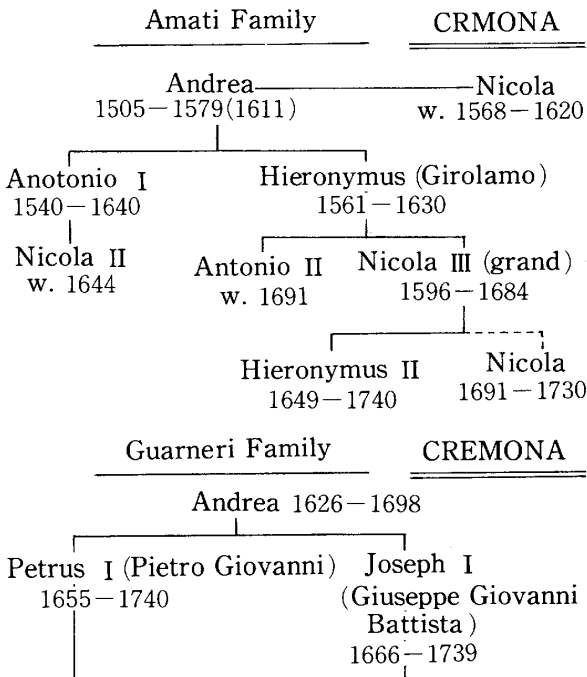 Amati Family CRMONA
Andrea Nicola
1505－1579(1611) w. 1568－1620
Anotonio I Hieronymus (Girolamo)
1540－1640 1561－1630
Nicola II Antonio II Nicola III (grand)
w. 1644 w. 1691 1596－1684
Hieronymus II Nicola
1649－1740 1691－1730
Guarneri Family CREMONA
Andrea 1626－1698
Petrus I (Pietro Giovanni) Joseph I
1655－1740 (Giuseppe Giovanni
Battista)
1666－1739